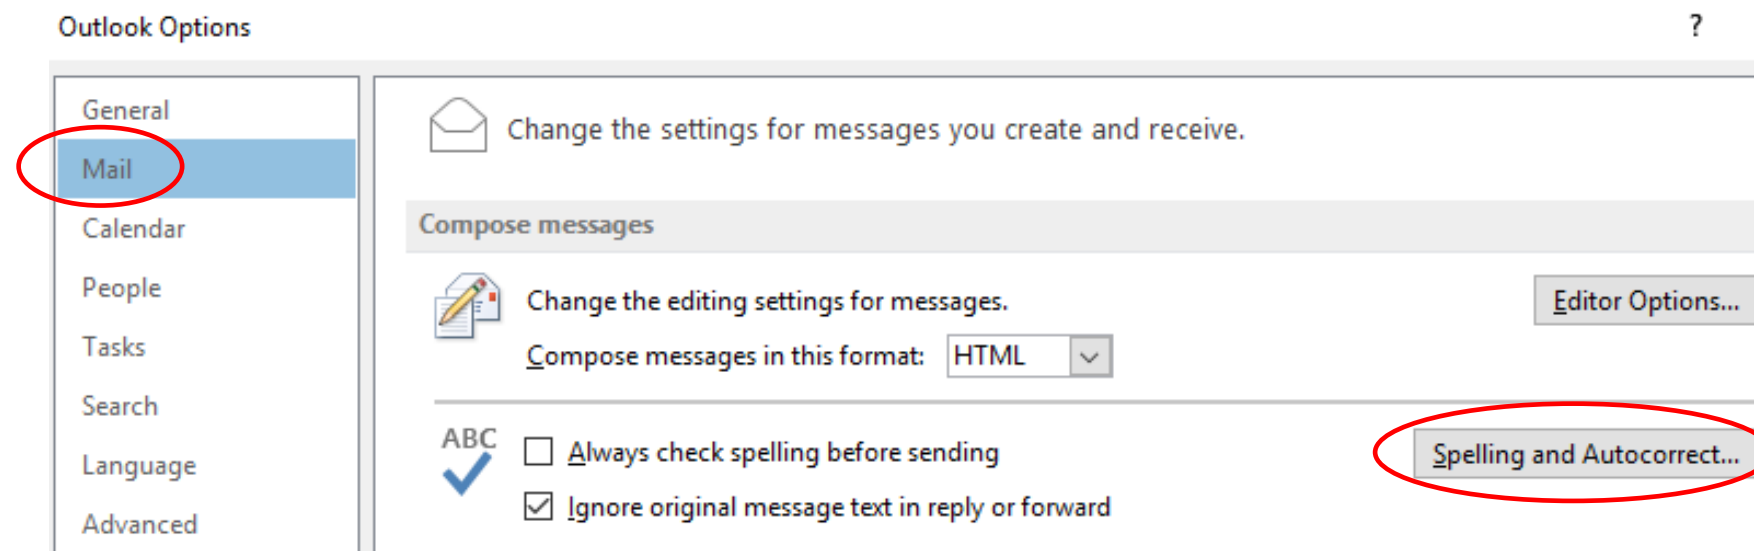 Outlook Options
?
General
Mail
Calendar
People
Tasks
Search
Language
Advanced
Change the settings for messages you create and receive.
Compose messages
Change the editing settings for messages.
Editor Options...
Compose messages in this format: HTML
ABC
Always check spelling before sending
Spelling and Autocorrect...
Ignore original message text in reply or forward